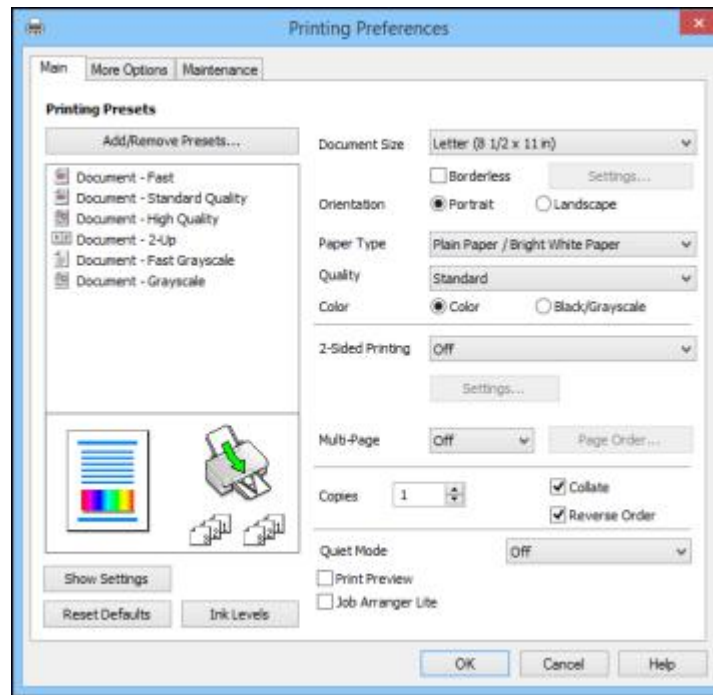 Printing Preferences
Main
More Options
Maintenance
Printing Presets
Add/Remove Presets...
Document - Fast
Document - Standard Quality
Document - High Quality
Document - 2-Up
Document - Fast Grayscale
Document - Grayscale
Show Settings
Reset Defaults
Ink Levels
Document Size
Letter (8 1/2 x 11 in)
Borderless
Settings...
Orientation
Portrait
Landscape
Paper Type
Plain Paper / Bright White Paper
Quality
Standard
Color
Color
Black/Grayscale
2-Sided Printing
Off
Settings...
Multi-Page
Off
Page Order...
Copies
1
Collate
Reverse Order
Quiet Mode
Off
Print Preview
Job Arranger Lite
OK
Cancel
Help